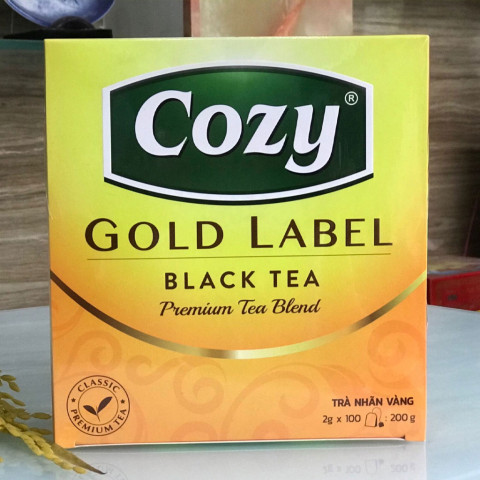 Cozy®
GOLD LABEL
BLACK TEA
Premium Tea Blend
CLASSIC
PREMIUM TEA
TRÀ NHÃN VÀNG
2g x 100 : 200 g